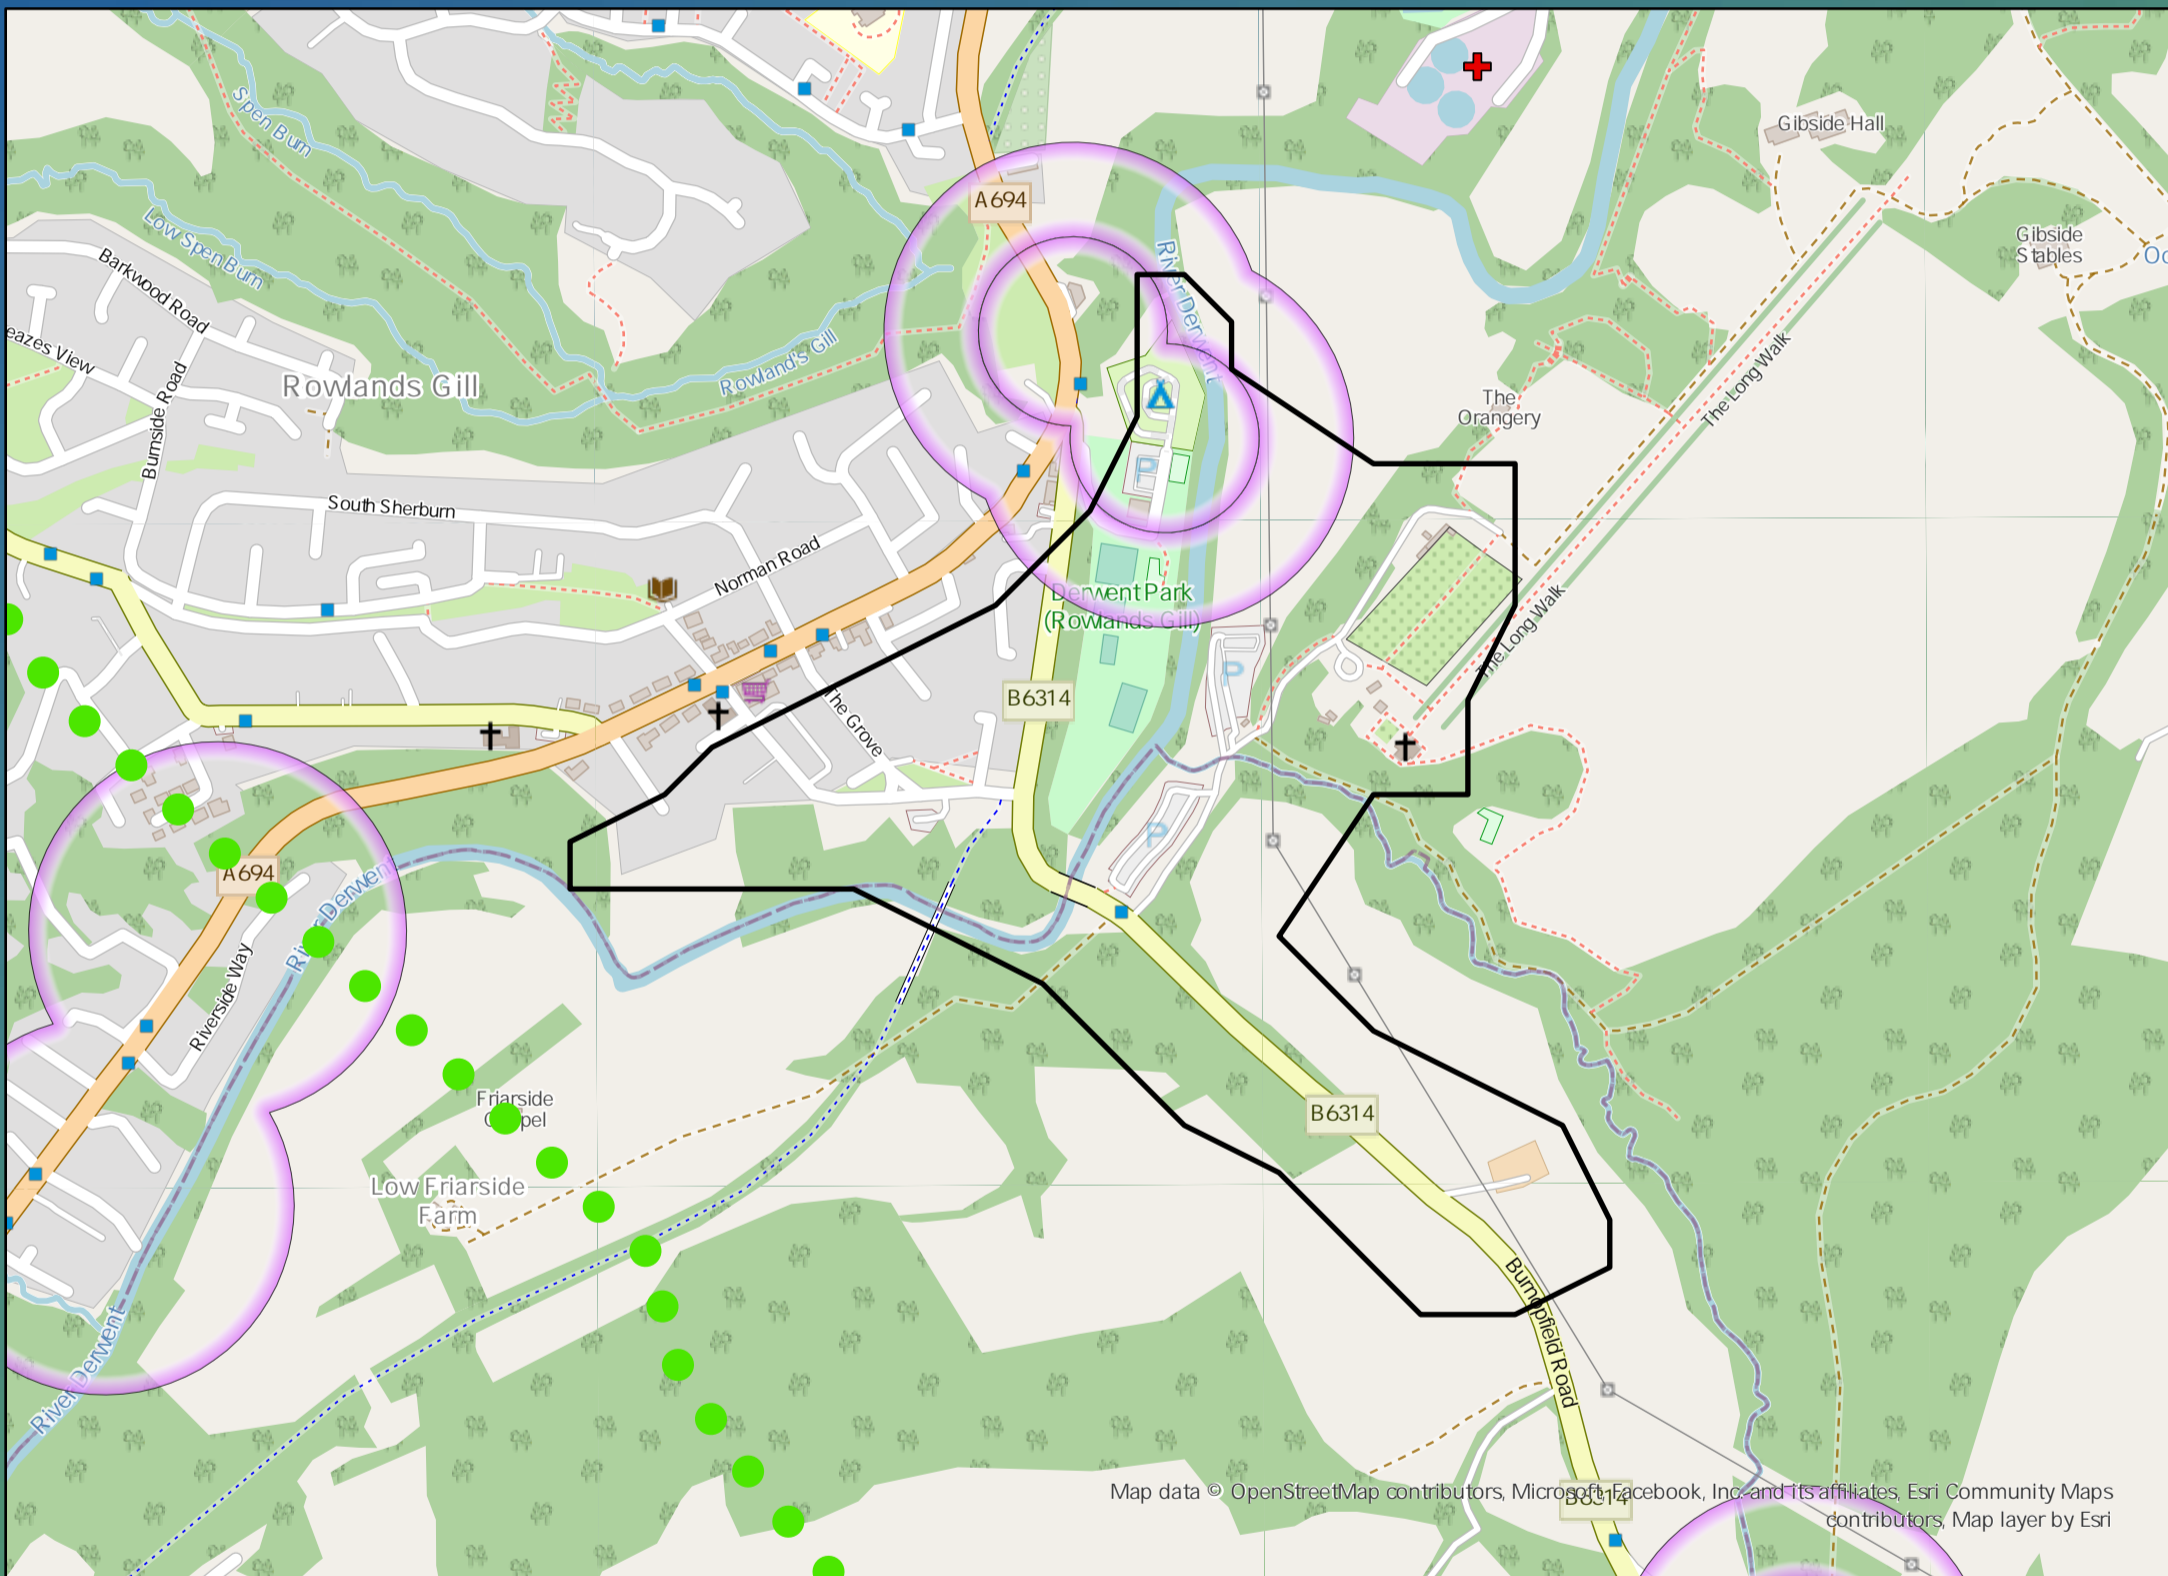 Spen Burn
Low Spen Burn
A694
Gibside Hall
Gibside
Stables
River Derwent
Barkwood Road
Rowlands Gill
Burnside Road
Rowland's Gill
The Long Walk
The
Orangery
South Sherburn
Norman Road
Derwent Park
(Rowlands Gill)
The Long Walk
P
P
P
The Grove
B6314
A694
River Derwent
Riverside Way
Friarside
Low Friarside
Farm
B6314
Burnopfield Road
River Derwent
B6314
Map data © OpenStreetMap contributors, Microsoft, Facebook, Inc. and its affiliates, Esri Community Maps
contributors, Map layer by Esri